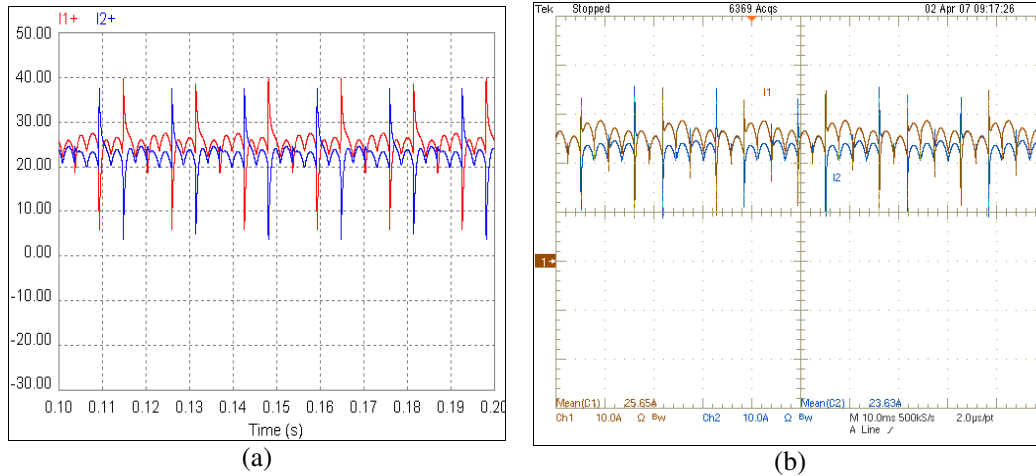 I1+ I2+
50.00
40.00
30.00
20.00
10.00
0.00
-10.00
-20.00
-30.00
0.10 0.11 0.12 0.13 0.14 0.15 0.16 0.17 0.18 0.19 0.20
Time (s)
(a)
Tek Stopped 6369 Acqs 02 Apr 07 09:17:26
I1
I2
1
Mean(C1) 25.65A Mean(C2) 23.63A
Ch1 10.0A Ω Bw Ch2 10.0A Ω Bw M 10.0ms 500kS/s 2.0µs/pt
A Line
(b)